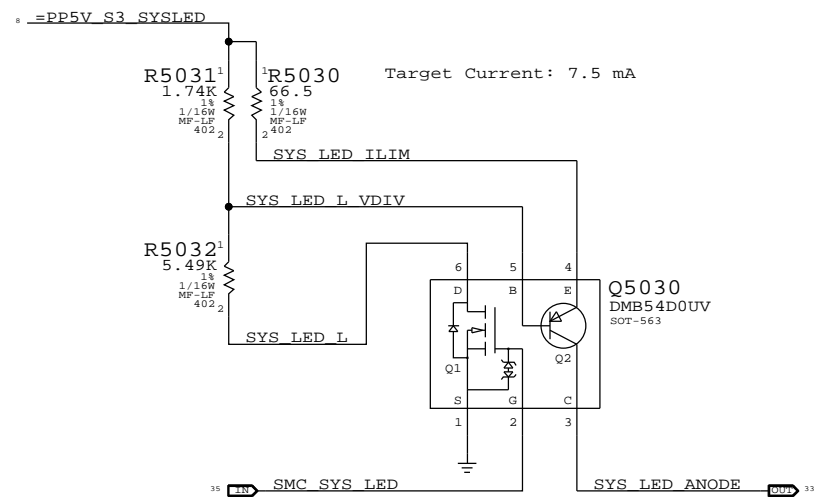 8 =PP5V_S3_SYSLED
R5031 1
1.74K
1%
1/16W
MF-LF
402 2
1 R5030
66.5
1%
1/16W
MF-LF
2 402
Target Current: 7.5 mA
SYS_LED_ILIM
SYS_LED_L_VDIV
R5032 1
5.49K
1%
1/16W
MF-LF
402 2
SYS_LED_L
6 5 4
D B E
Q5030
DMB54D0UV
SOT-563
Q1 Q2
S G C
1 2 3
35 IN SMC_SYS_LED
SYS_LED_ANODE OUT 33